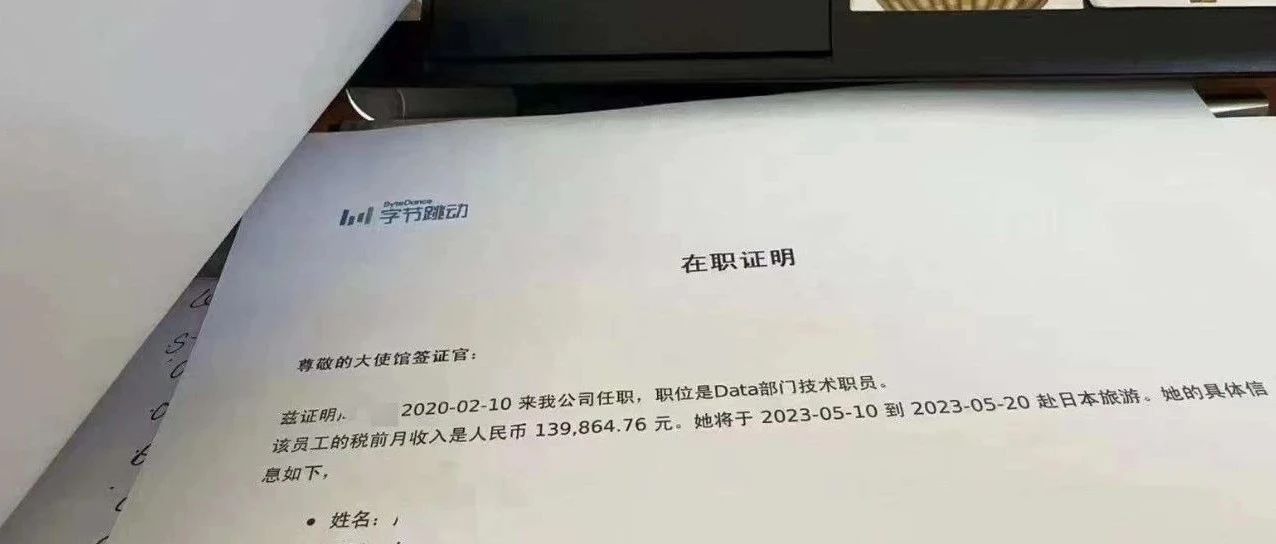 ByteDance
字节跳动
在职证明
尊敬的大使馆签证官：
兹证明, 2020-02-10 来我公司任职，职位是Data部门技术职员。
该员工的税前月收入是人民币 139,864.76 元。她将于 2023-05-10 到 2023-05-20 赴日本旅游。她的具体信
息如下，
• 姓名：